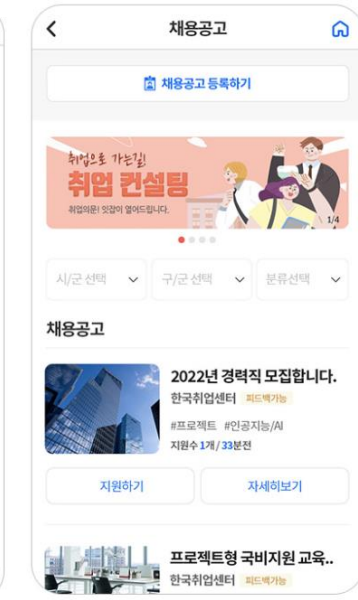 채용공고
채용공고 등록하기
취업으로 가는길!
취업 컨설팅
취업의문! 잇잡이 열어드립니다.
1/4
시/군 선택
구/군 선택
분류선택
채용공고
2022년 경력직 모집합니다.
한국취업센터 피드백가능
#프로젝트 #인공지능/AI
지원수 1개 / 33분전
지원하기
자세히보기
프로젝트형 국비지원 교육..
한국취업센터 피드백가능